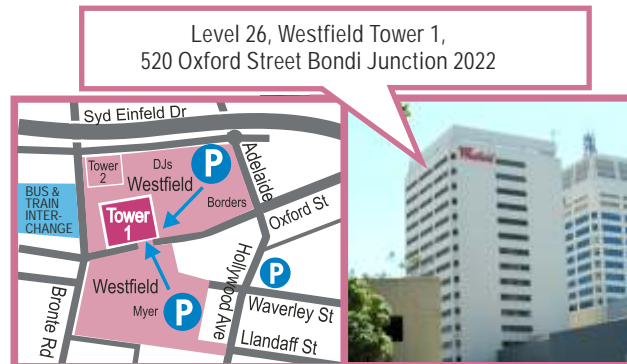 Level 26, Westfield Tower 1,
520 Oxford Street Bondi Junction 2022
Syd Einfeld Dr
Tower
2
DJs
Westfield
P
Adelaide
BUS &
TRAIN
INTER-
CHANGE
Tower
1
Borders
Oxford St
Hollywood Ave
P
Westfield
Myer
P
Bronte Rd
Waverley St
Llandaff St
Westfield